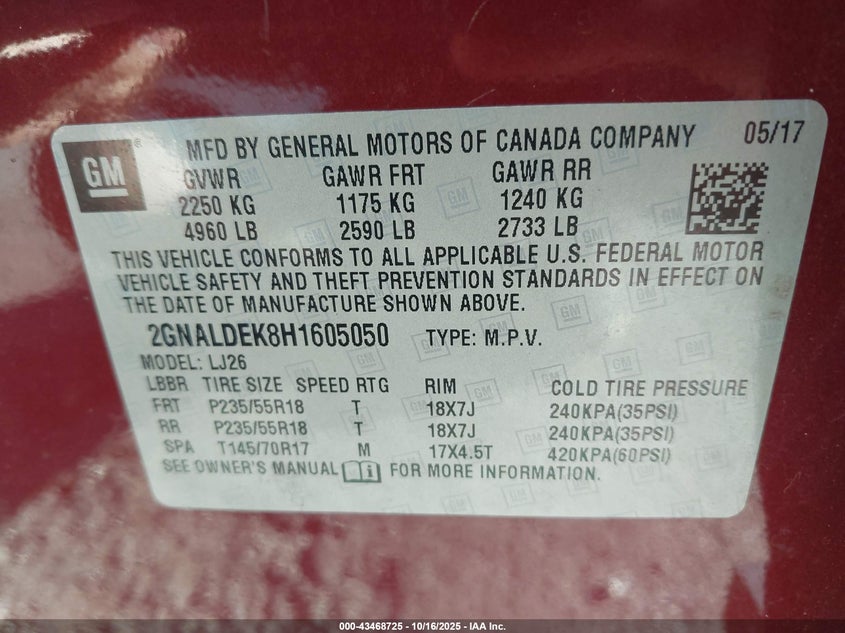 GM
MFD BY GENERAL MOTORS OF CANADA COMPANY 05/17
GVWR GAWR FRT GAWR RR
2250 KG 1175 KG 1240 KG
4960 LB 2590 LB 2733 LB
THIS VEHICLE CONFORMS TO ALL APPLICABLE U.S. FEDERAL MOTOR
VEHICLE SAFETY AND THEFT PREVENTION STANDARDS IN EFFECT ON
THE DATE OF MANUFACTURE SHOWN ABOVE.
2GNALDEK8H1605050 TYPE: M.P.V.
MODEL: LJ26
LBBR TIRE SIZE SPEED RTG RIM COLD TIRE PRESSURE
FRT P235/55R18 T 18X7J 240KPA(35PSI)
RR P235/55R18 T 18X7J 240KPA(35PSI)
SPA T145/70R17 M 17X4.5T 420KPA(60PSI)
SEE OWNER'S MANUAL FOR MORE INFORMATION.
000-43468725 - 10/16/2025 - IAA Inc.